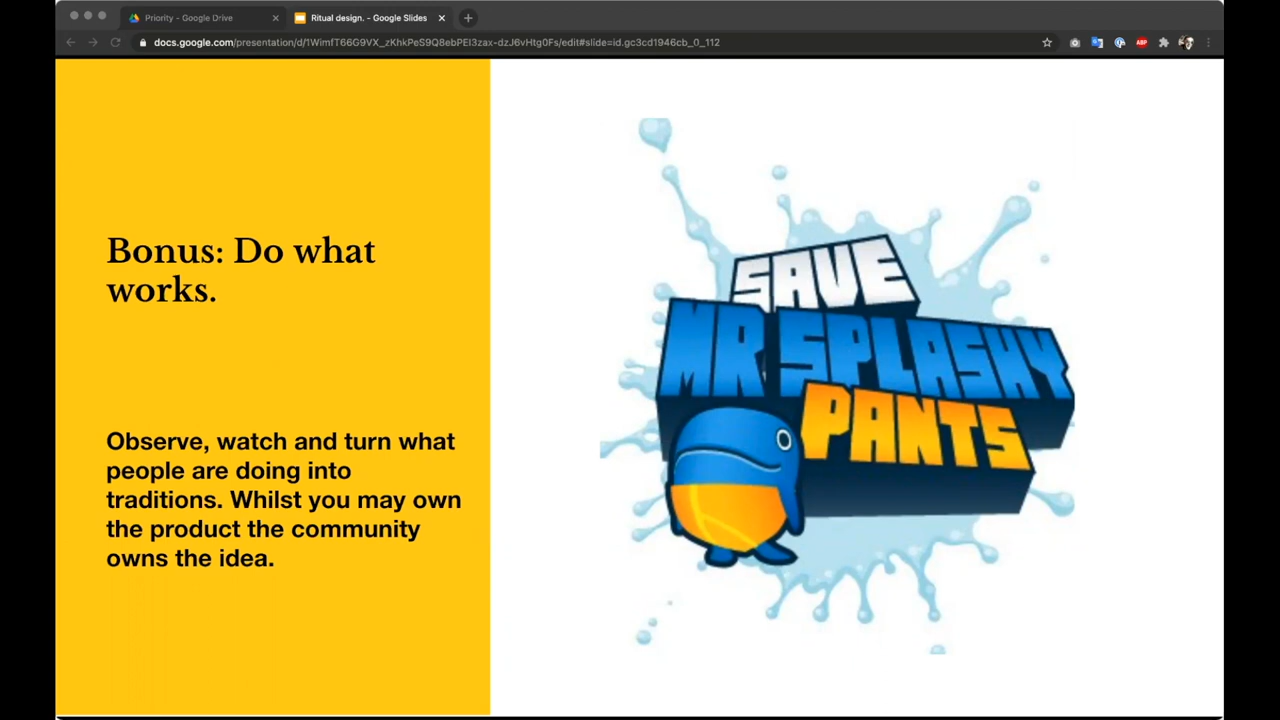 Priority - Google Drive
Ritual design. - Google Slides
docs.google.com/presentation/d/1WimfT66G9VX_zKhkPeS9Q8ebPEI3zax-dzJ6vHtg0Fs/edit#slide=id.gc3cd1946cb_0_112
ABP
Bonus: Do what
works.
Observe, watch and turn what
people are doing into
traditions. Whilst you may own
the product the community
owns the idea.
SAVE
MR SPLASHY
PANTS